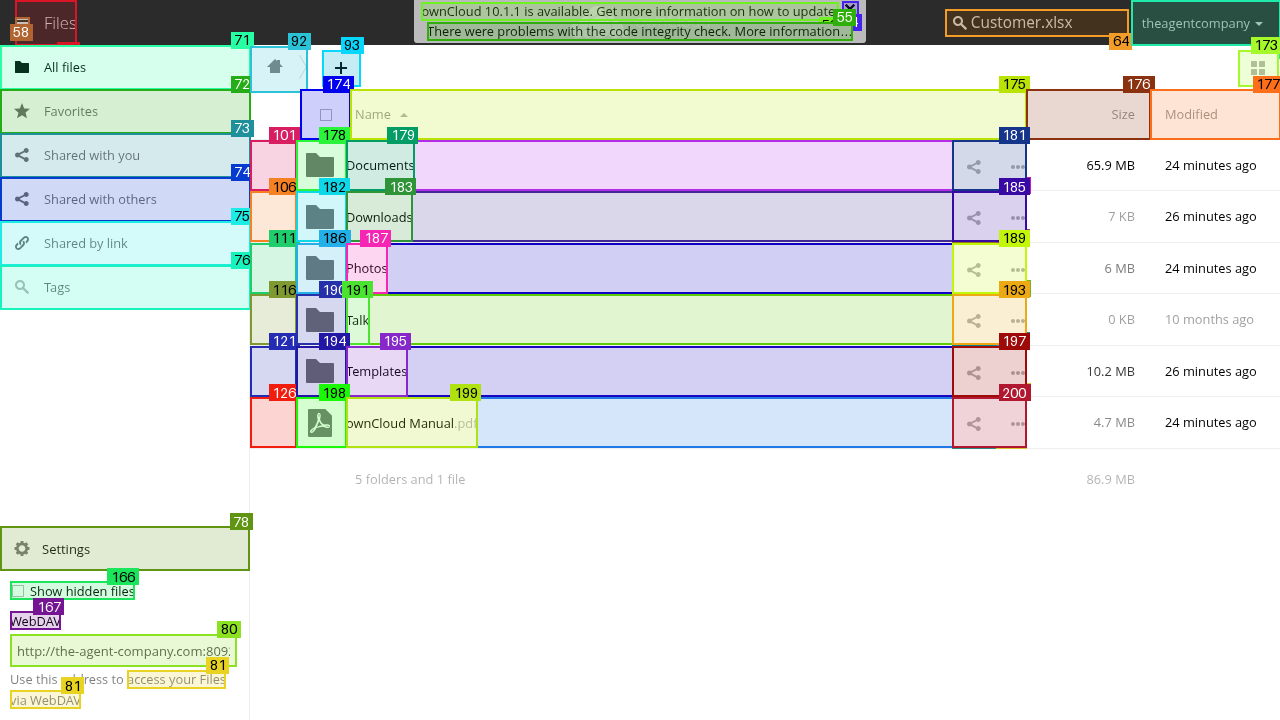 Files
58
ownCloud 10.1.1 is available. Get more information on how to update
There were problems with the code integrity check. More information…
55
Customer.xlsx
64
theagentcompany
All files
71
92
93
173
Favorites
72
174
Name
175
Size
176
Modified
177
Shared with you
73
101
178
Documents
179
181
65.9 MB
24 minutes ago
Shared with others
74
106
182
Downloads
183
185
7 KB
26 minutes ago
Shared by link
75
111
186
Photos
187
189
6 MB
24 minutes ago
Tags
76
116
190
Talk
191
193
0 KB
10 months ago
121
194
Templates
195
197
10.2 MB
26 minutes ago
126
198
ownCloud Manual.pdf
199
200
4.7 MB
24 minutes ago
5 folders and 1 file
86.9 MB
Settings
78
Show hidden files
166
WebDAV
167
http://the-agent-company.com:809
80
Use this address to access your Files
81
via WebDAV
81